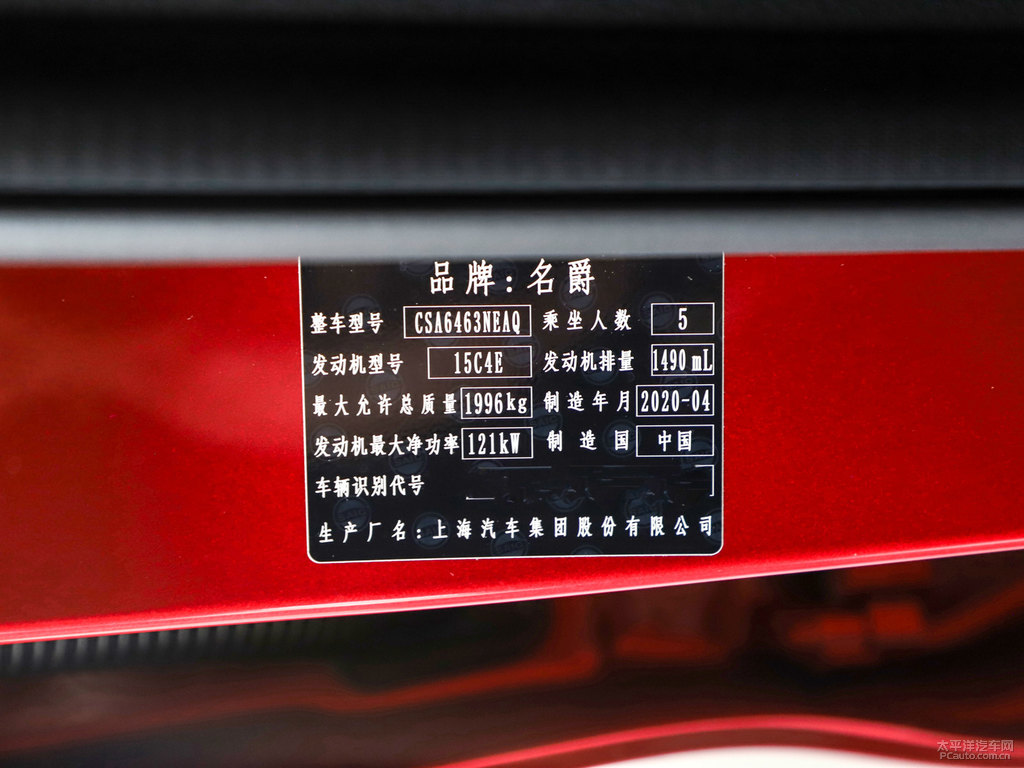 品牌：名爵
整车型号 CSA6463NEAQ 乘坐人数 5
发动机型号 15C4E 发动机排量 1490mL
最大允许总质量 1996kg 制造年月 2020-04
发动机最大净功率 121kW 制造国 中国
车辆识别代号
生产厂名：上海汽车集团股份有限公司
太平洋汽车网
PCauto.com.cn